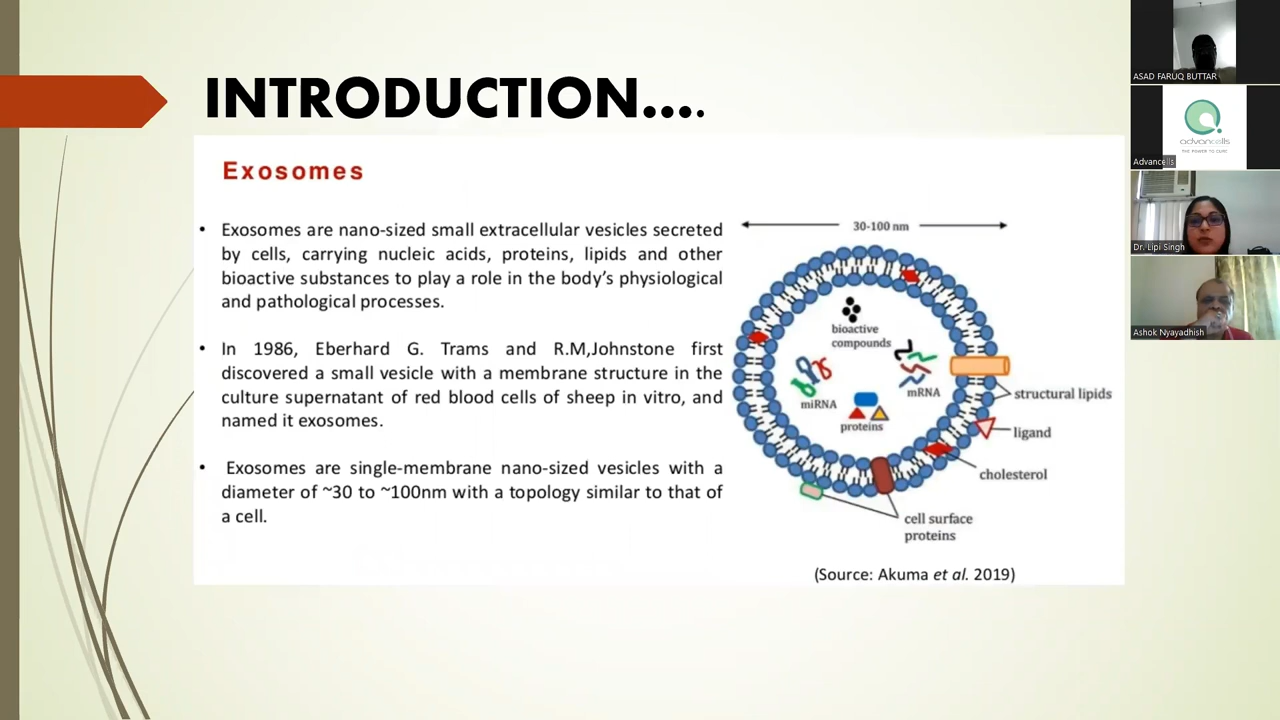 INTRODUCTION....
Exosomes
• Exosomes are nano-sized small extracellular vesicles secreted
by cells, carrying nucleic acids, proteins, lipids and other
bioactive substances to play a role in the body's physiological
and pathological processes.
• In 1986, Eberhard G. Trams and R.M,Johnstone first
discovered a small vesicle with a membrane structure in the
culture supernatant of red blood cells of sheep in vitro, and
named it exosomes.
• Exosomes are single-membrane nano-sized vesicles with a
diameter of ~30 to ~100nm with a topology similar to that of
a cell.
30-100 nm
bioactive
compounds
miRNA
mRNA
proteins
structural lipids
ligand
cholesterol
cell surface
proteins
(Source: Akuma et al. 2019)
ASAD FARUQ BUTTAR
advancells
THE POWER TO CURE
Advancells
Dr. Lipi Singh
Ashok Nyayadhish